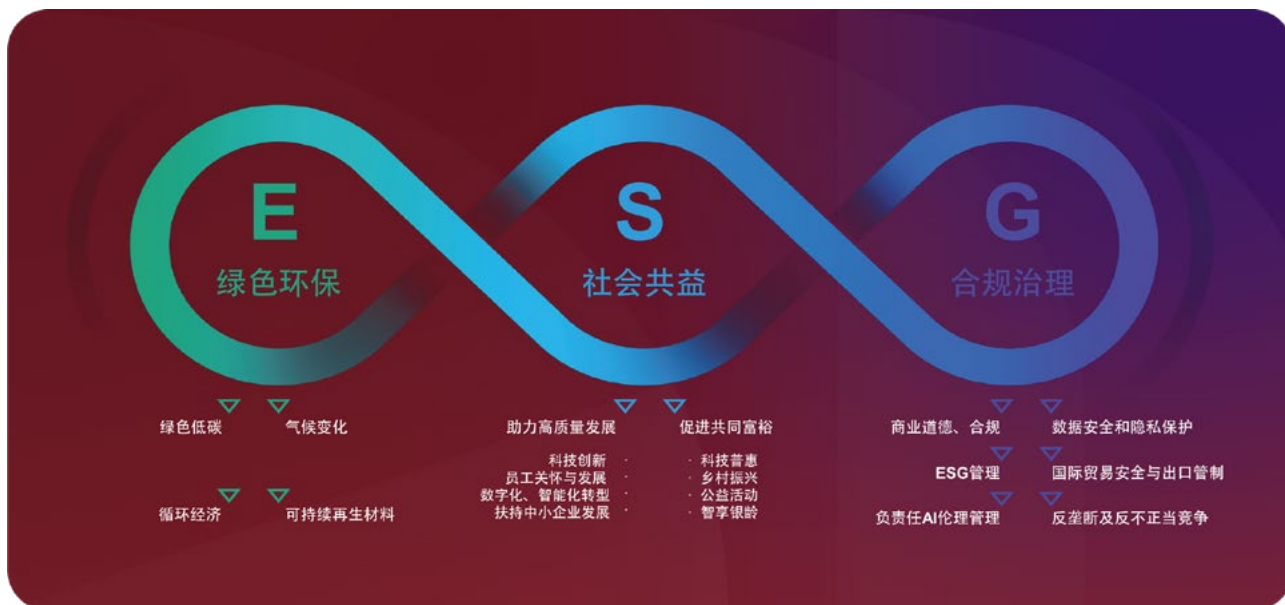 E
绿色环保
S
社会共益
G
合规治理
绿色低碳
气候变化
循环经济
可持续再生材料
助力高质量发展
促进共同富裕
科技创新
· 科技普惠
员工关怀与发展
· 乡村振兴
数字化、智能化转型
· 公益活动
扶持中小企业发展
· 智享银龄
商业道德、合规
数据安全和隐私保护
ESG管理
国际贸易安全与出口管制
负责任AI伦理管理
反垄断及反不正当竞争